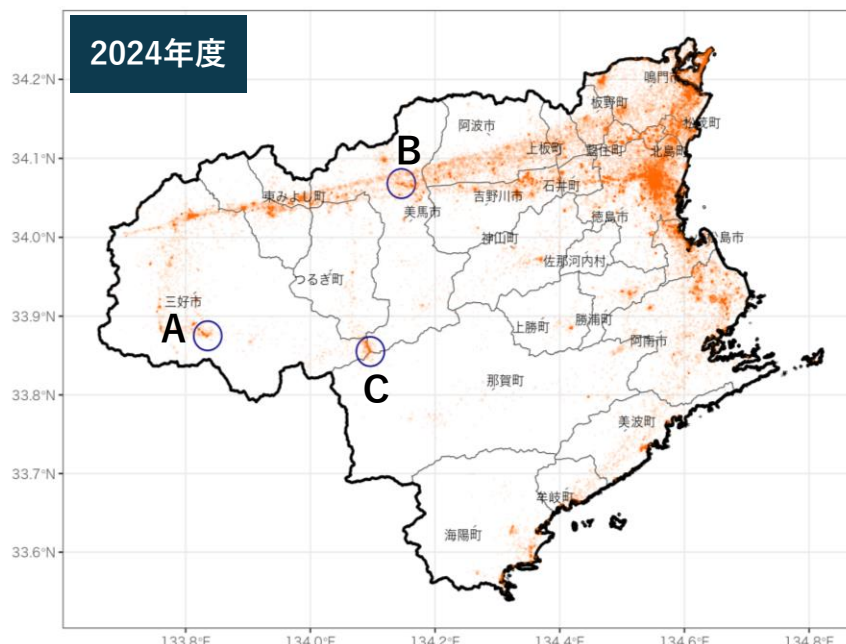 2024年度
34.2°N
34.1°N
34.0°N
33.9°N
33.8°N
33.7°N
33.6°N
鳴門市
板野町
松茂町
阿波市
上板町
藍住町
北島町
B
東みよし町
美馬市
吉野川市
石井町
徳島市
神山町
松島市
佐那河内村
つるぎ町
三好市
A
上勝町
勝浦町
阿南市
C
那賀町
美波町
牟岐町
海陽町
133.8°E
134.0°E
134.2°E
134.4°E
134.6°E
134.8°E